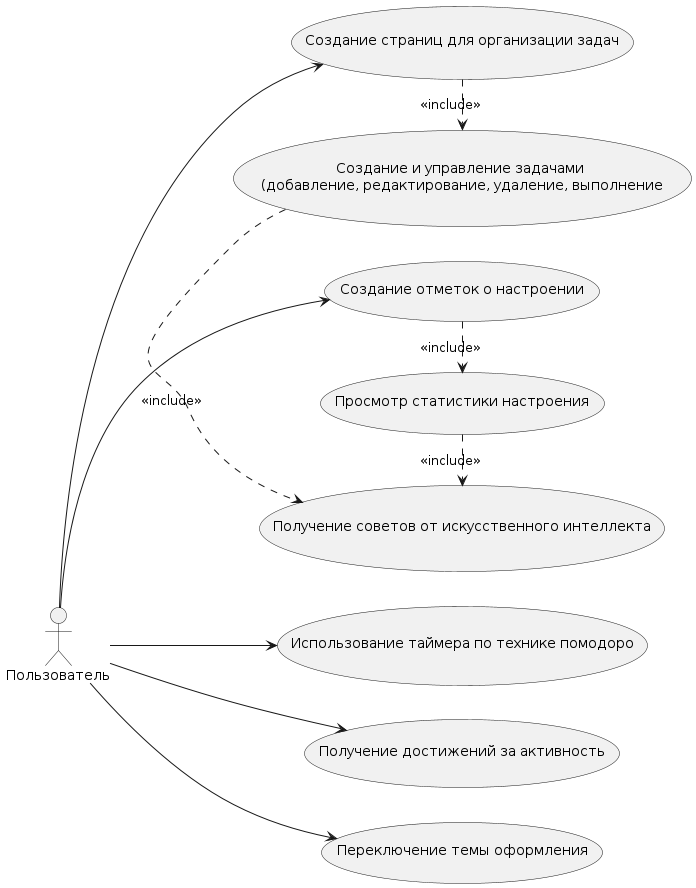 Создание страниц для организации задач
«include»
Создание и управление задачами
(добавление, редактирование, удаление, выполнение
Создание отметок о настроении
«include»
Просмотр статистики настроения
«include»
«include»
Получение советов от искусственного интеллекта
Использование таймера по технике помодоро
Пользователь
Получение достижений за активность
Переключение темы оформления